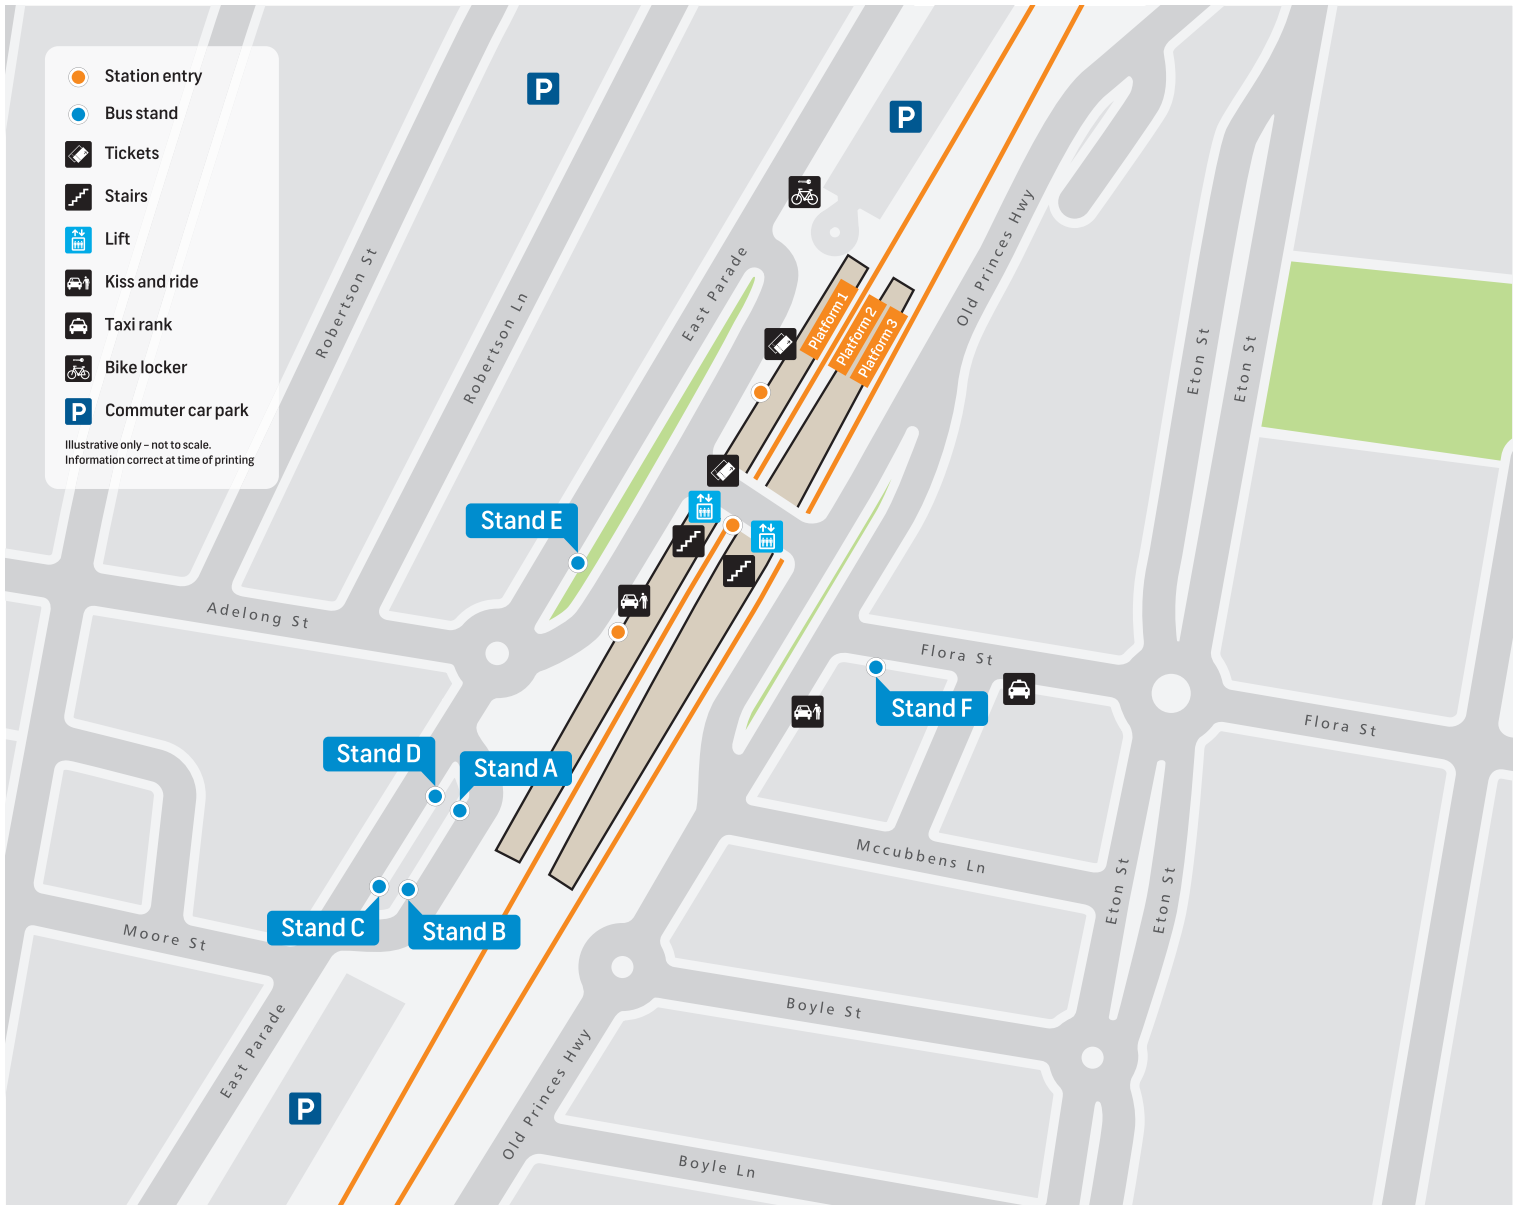 Station entry
Bus stand
Tickets
Stairs
Lift
Kiss and ride
Taxi rank
Bike locker
P
Commuter car park
Illustrative only – not to scale.
Information correct at time of printing
P
P
Robertson St
Robertson Ln
East Parade
Old Princes Hwy
Platform 1
Platform 2
Platform 3
Eton St
Eton St
Stand E
Adelong St
Flora St
Stand F
Flora St
Stand D
Stand A
Mccubbens Ln
Eton St
Eton St
Stand C
Stand B
Moore St
Boyle St
East Parade
Old Princes Hwy
P
Boyle Ln